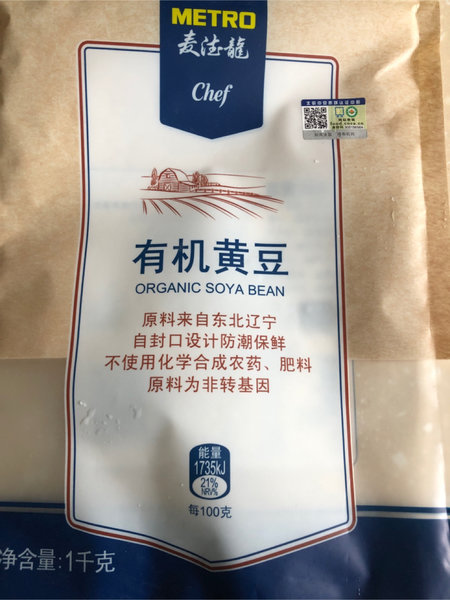 METRO
麦德龍
Chef
有机黄豆
ORGANIC SOYA BEAN
原料来自东北辽宁
自封口设计防潮保鲜
不使用化学合成农药、肥料
原料为非转基因
能量
1735kJ
21%
NRV%
每100克
净含量:1千克